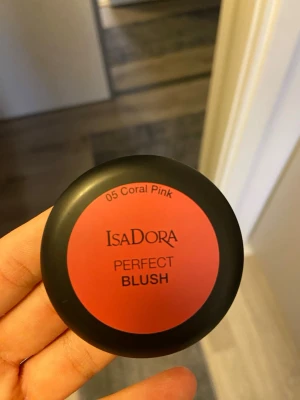 05 Coral Pink
ISADORA
PERFECT
BLUSH